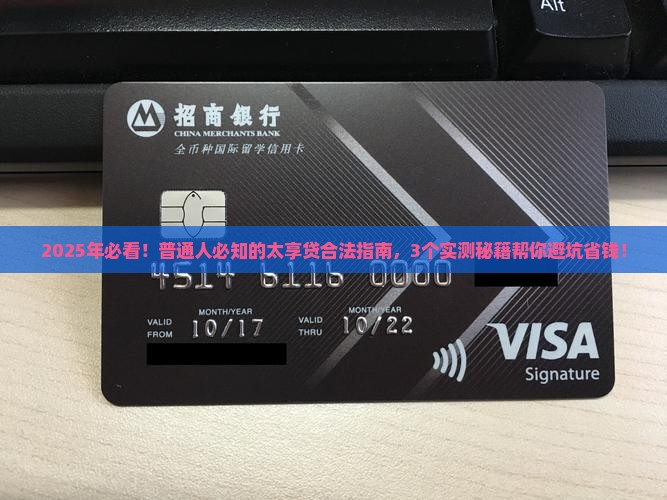 Alt
招商銀行
CHINA MERCHANTS BANK
全币种国际留学信用卡
2025年必看！普通人必知的太享贷合法指南，3个实测秘籍帮你避坑省钱！
4514 6116 0000
MONTH/YEAR MONTH/YEAR
VALID FROM 10/17 VALID THRU 10/22
VISA
Signature